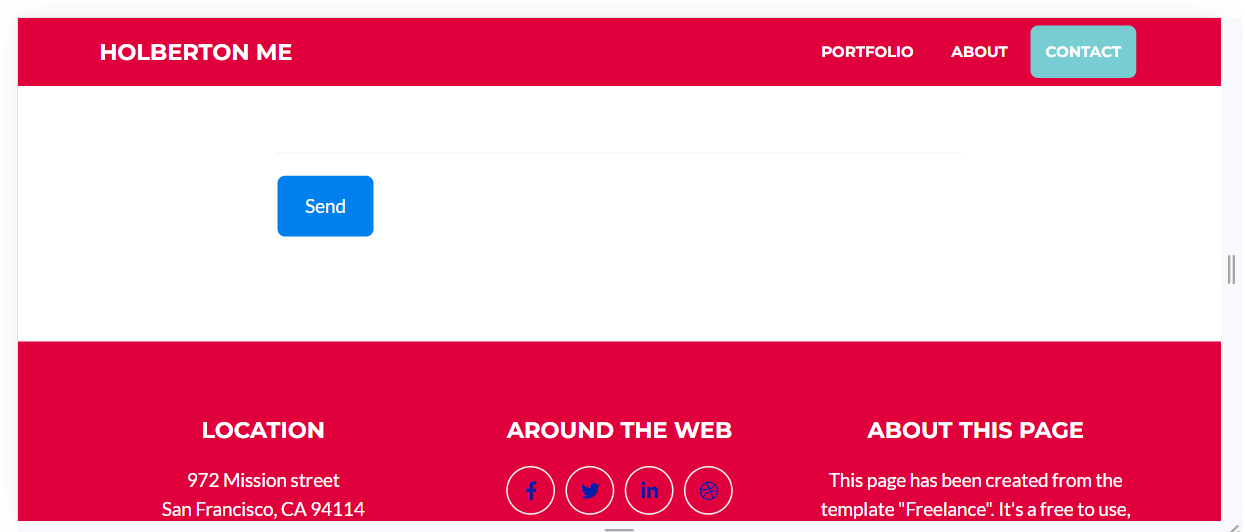 HOLBERTON ME
PORTFOLIO
ABOUT
CONTACT
Send
LOCATION
972 Mission street
San Francisco, CA 94114
AROUND THE WEB
ABOUT THIS PAGE
This page has been created from the
template "Freelance". It's a free to use,